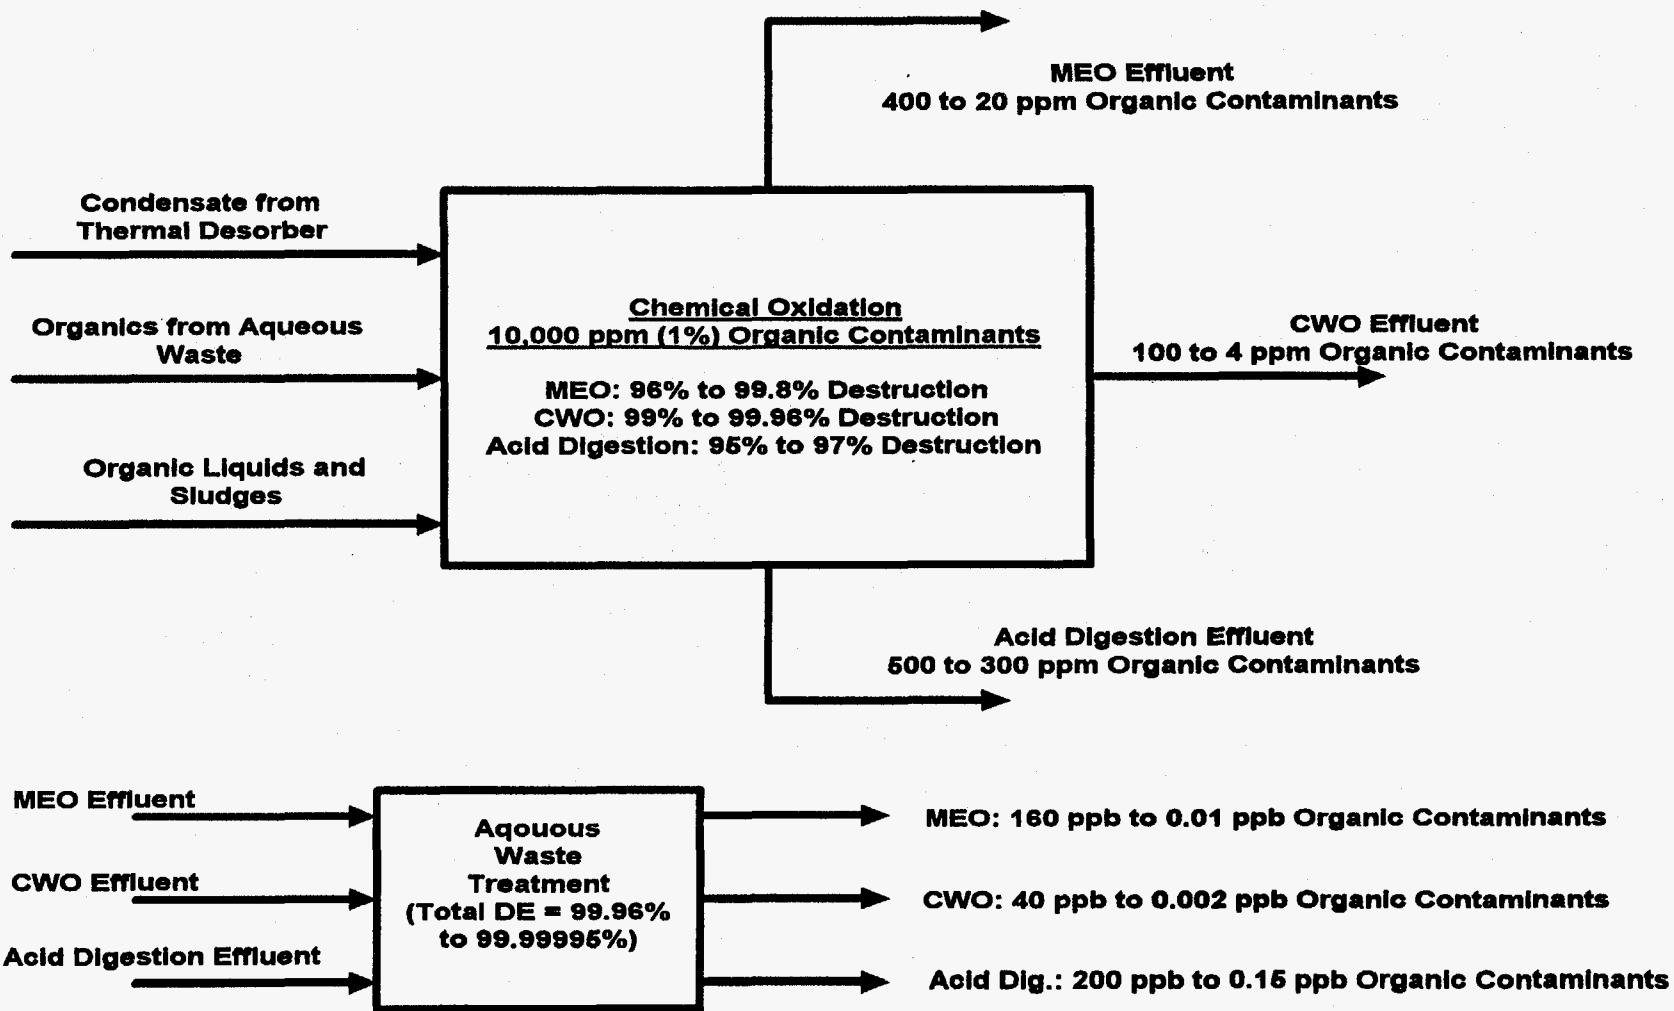 MEO Effluent
400 to 20 ppm Organic Contaminants
Condensate from
Thermal Desorber
Organics from Aqueous
Waste
Organic Liquids and
Sludges
Chemical Oxidation
10,000 ppm (1%) Organic Contaminants
MEO: 96% to 99.8% Destruction
CWO: 99% to 99.96% Destruction
Acid Digestion: 95% to 97% Destruction
CWO Effluent
100 to 4 ppm Organic Contaminants
Acid Digestion Effluent
500 to 300 ppm Organic Contaminants
MEO Effluent
CWO Effluent
Acid Digestion Effluent
Aqouous
Waste
Treatment
(Total DE = 99.96%
to 99.99995%)
MEO: 160 ppb to 0.01 ppb Organic Contaminants
CWO: 40 ppb to 0.002 ppb Organic Contaminants
Acid Dig.: 200 ppb to 0.15 ppb Organic Contaminants